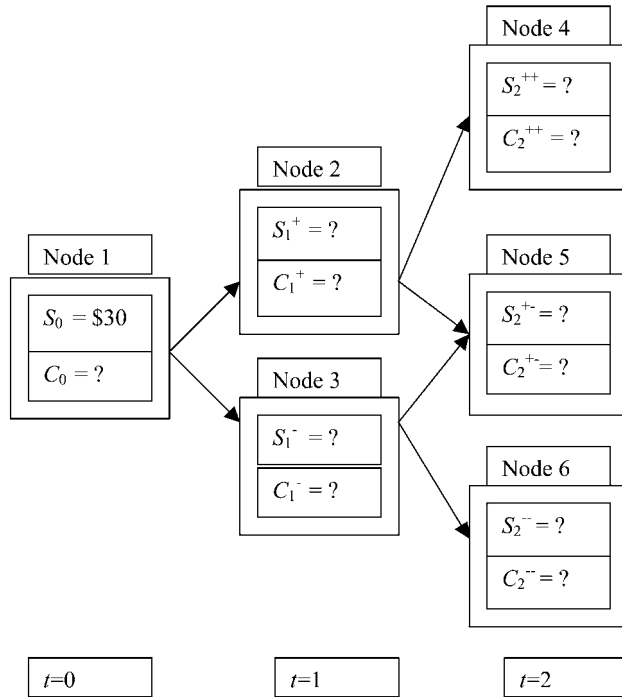 Node 1
S₀ = $30
C₀ = ?
Node 2
S₁⁺ = ?
C₁⁺ = ?
Node 3
S₁⁻ = ?
C₁⁻ = ?
Node 4
S₂⁺⁺ = ?
C₂⁺⁺ = ?
Node 5
S₂⁺⁻ = ?
C₂⁺⁻ = ?
Node 6
S₂⁻⁻ = ?
C₂⁻⁻ = ?
t=0
t=1
t=2